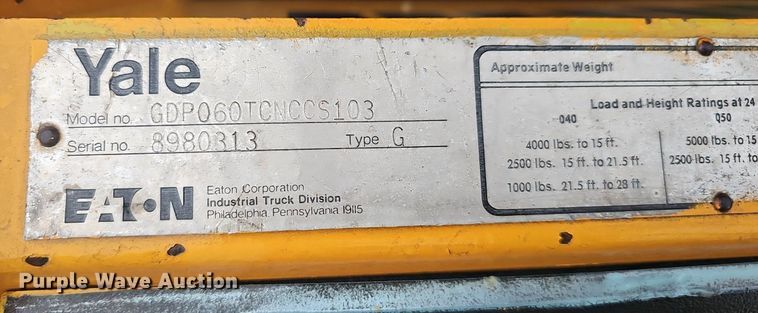 Yale
Model no. GDP060TCNCCS103
Serial no. 8980313 Type G
EATON
Eaton Corporation
Industrial Truck Division
Philadelphia, Pennsylvania 19115
Approximate Weight
Load and Height Ratings at 24
040 050
4000 lbs. to 15 ft. 5000 lbs. to 15
2500 lbs. 15 ft. to 21.5 ft. 2500 lbs. 15 ft. to
1000 lbs. 21.5 ft. to 28 ft.
Purple Wave Auction